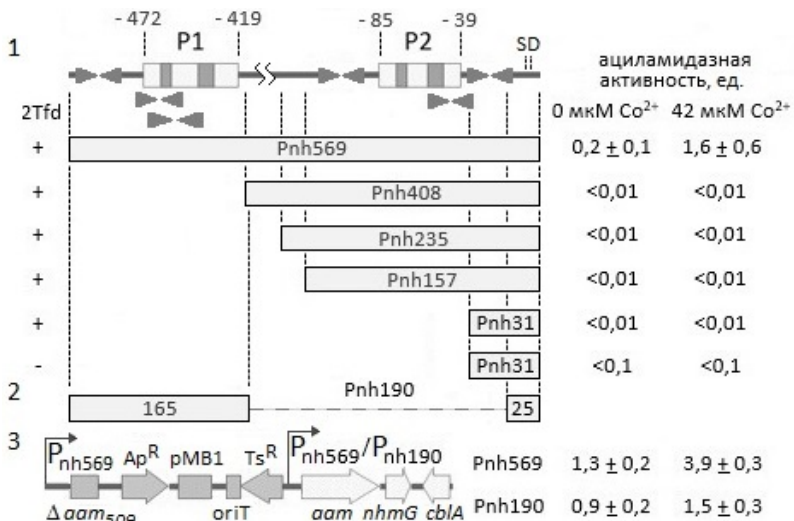 - 472 - 419 - 85 - 39
1 P1 P2 SD
ациламидазная
активность, ед.
2Tfd 0 мкМ Co²⁺ 42 мкМ Co²⁺
+ Pnh569 0,2 ± 0,1 1,6 ± 0,6
+ Pnh408 <0,01 <0,01
+ Pnh235 <0,01 <0,01
+ Pnh157 <0,01 <0,01
+ Pnh31 <0,01 <0,01
- Pnh31 <0,1 <0,1
2 Pnh190
165 25
3 Pnh569 ApR pMB1 TsR Pnh569/Pnh190
Pnh569 1,3 ± 0,2 3,9 ± 0,3
Pnh190 0,9 ± 0,2 1,5 ± 0,3
Δaam509 oriT aam nhmG cblA